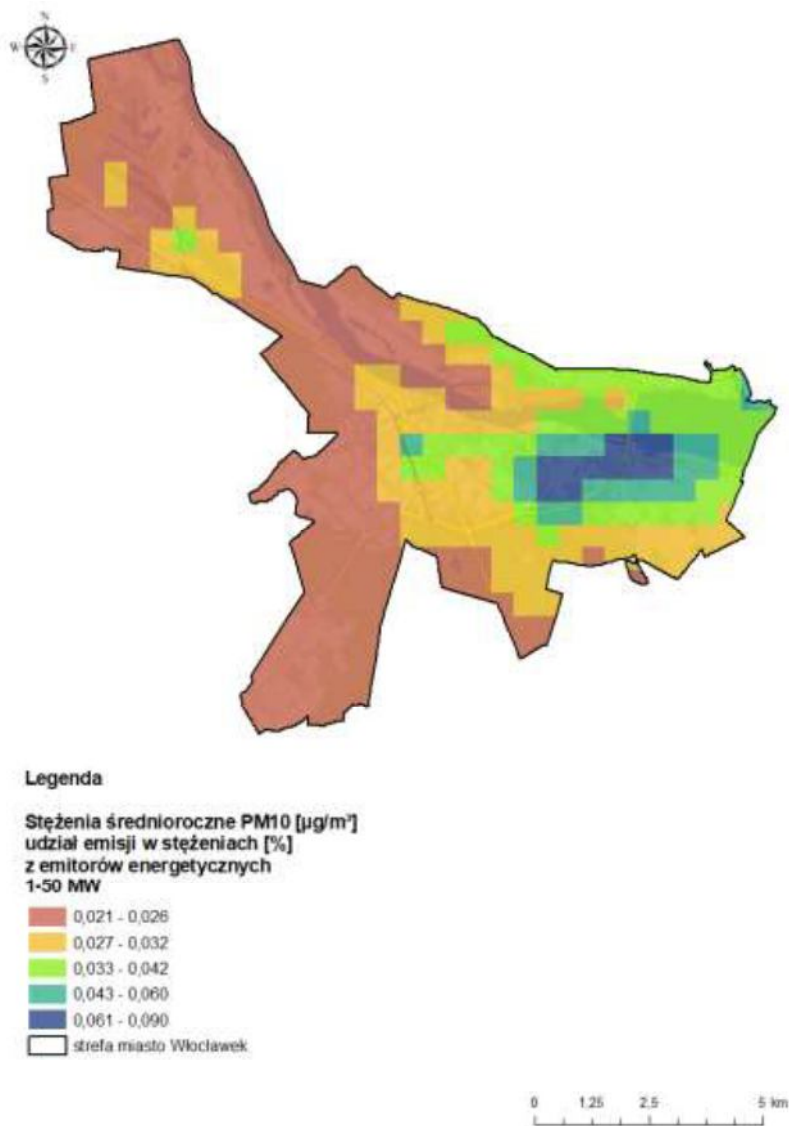 N
W E
S
Legenda
Stężenia średnioroczne PM10 [µg/m³]
udział emisji w stężeniach [%]
z emitorów energetycznych
1-50 MW
0,021 - 0,026
0,027 - 0,032
0,033 - 0,042
0,043 - 0,060
0,061 - 0,090
strefa miasto Włocławek
0 1,25 2,5 5 km